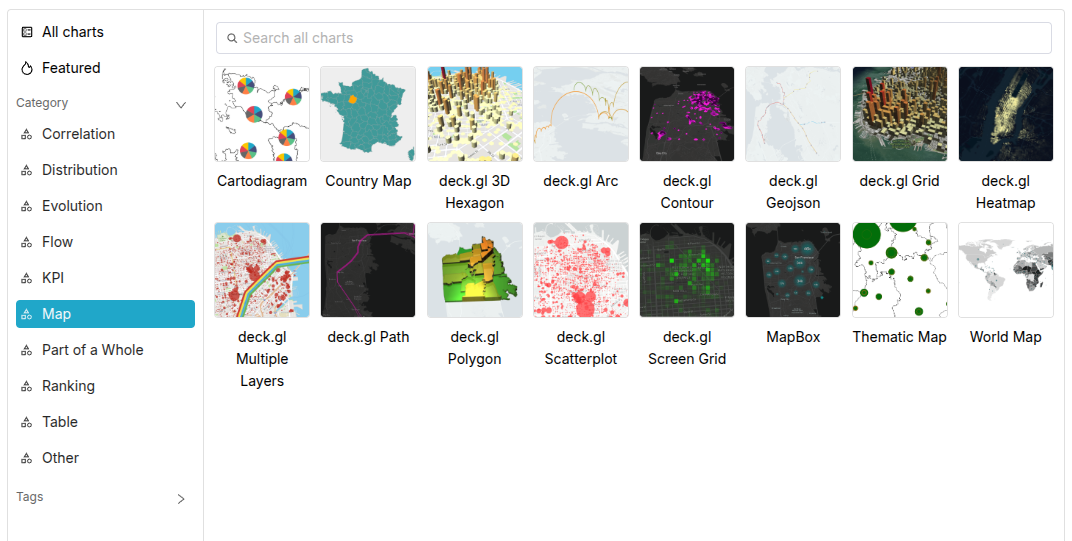 All charts
Featured
Category
Correlation
Distribution
Evolution
Flow
KPI
Map
Part of a Whole
Ranking
Table
Other
Tags
Search all charts
Cartodiagram
Country Map
deck.gl 3D
Hexagon
deck.gl Arc
deck.gl
Contour
deck.gl
Geojson
deck.gl Grid
deck.gl
Heatmap
deck.gl
Multiple
Layers
deck.gl Path
deck.gl
Polygon
deck.gl
Scatterplot
deck.gl
Screen Grid
MapBox
Thematic Map
World Map